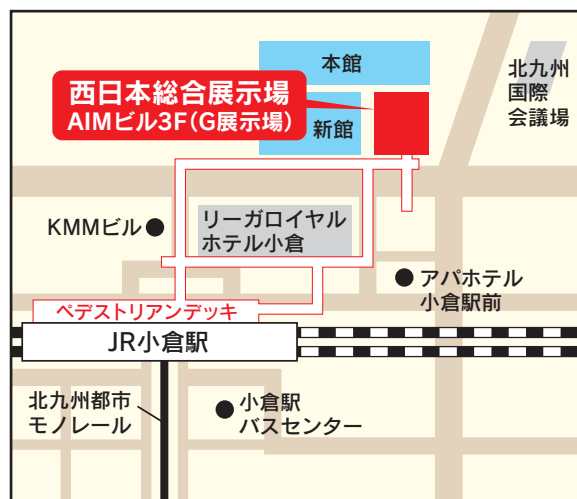 本館
北九州
国際
会議場
西日本総合展示場
AIMビル3F(G展示場)
新館
KMMビル
リーガロイヤル
ホテル小倉
アパホテル
小倉駅前
ペデストリアンデッキ
JR小倉駅
北九州都市
モノレール
小倉駅
バスセンター